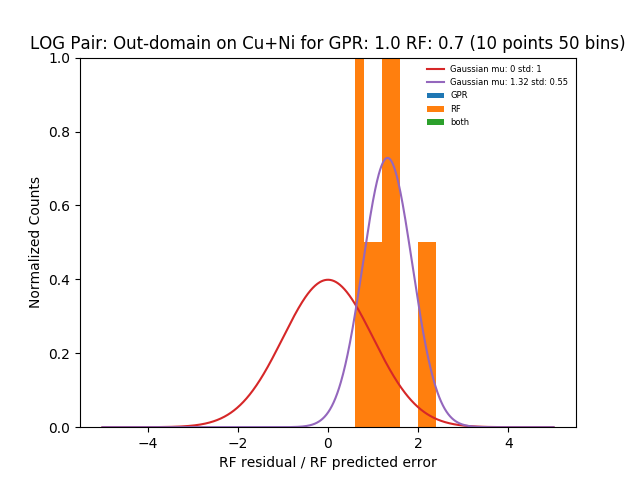 LOG Pair: Out-domain on Cu+Ni for GPR: 1.0 RF: 0.7 (10 points 50 bins)
Gaussian mu: 0 std: 1
Gaussian mu: 1.32 std: 0.55
GPR
RF
both
Normalized Counts
1.0
0.8
0.6
0.4
0.2
0.0
−4 −2 0 2 4
RF residual / RF predicted error